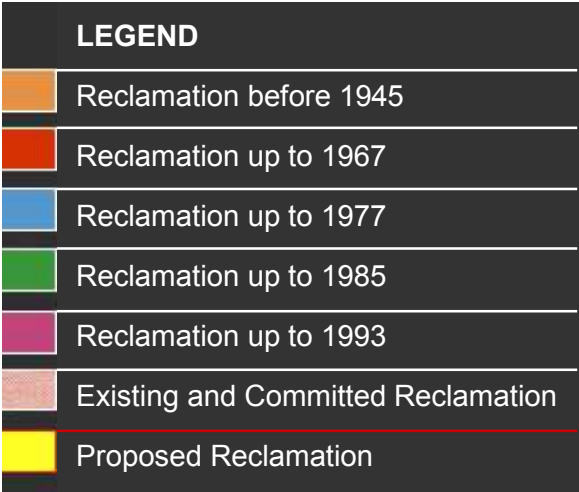 LEGEND
Reclamation before 1945
Reclamation up to 1967
Reclamation up to 1977
Reclamation up to 1985
Reclamation up to 1993
Existing and Committed Reclamation
Proposed Reclamation